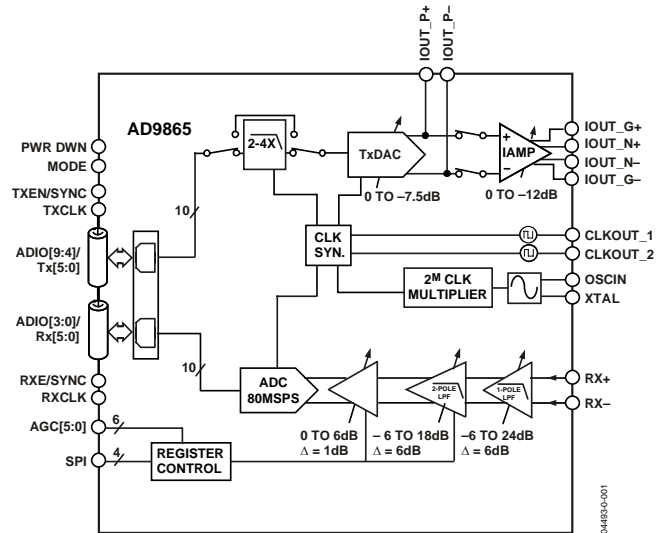 IOUT_P+
IOUT_P–
AD9865
PWR DWN
MODE
TXEN/SYNC
TXCLK
ADIO[9:4]/
Tx[5:0]
ADIO[3:0]/
Rx[5:0]
RXE/SYNC
RXCLK
AGC[5:0]
SPI
10
10
6
4
2-4X
TxDAC
0 TO –7.5dB
+
–
IAMP
0 TO –12dB
IOUT_G+
IOUT_N+
IOUT_N–
IOUT_G–
CLK
SYN.
CLKOUT_1
CLKOUT_2
2M CLK
MULTIPLIER
OSCIN
XTAL
ADC
80MSPS
2-POLE
LPF
1-POLE
LPF
RX+
RX–
0 TO 6dB
Δ = 1dB
– 6 TO 18dB
Δ = 6dB
–6 TO 24dB
Δ = 6dB
REGISTER
CONTROL
04493-0-001